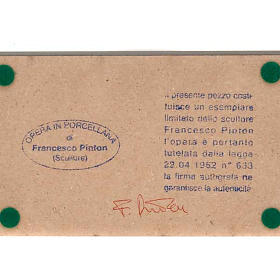 OPERA IN PORCELLANA
di
Francesco Pinton
(Scultore)
il presente pezzo costi-
tuisce un esemplare
limitato dello scultore
Francesco Pinton
l'opera è pertanto
tutelata dalla legge
22.04.1952 n° 633
la firma autografa ne
garantisce la autenticità